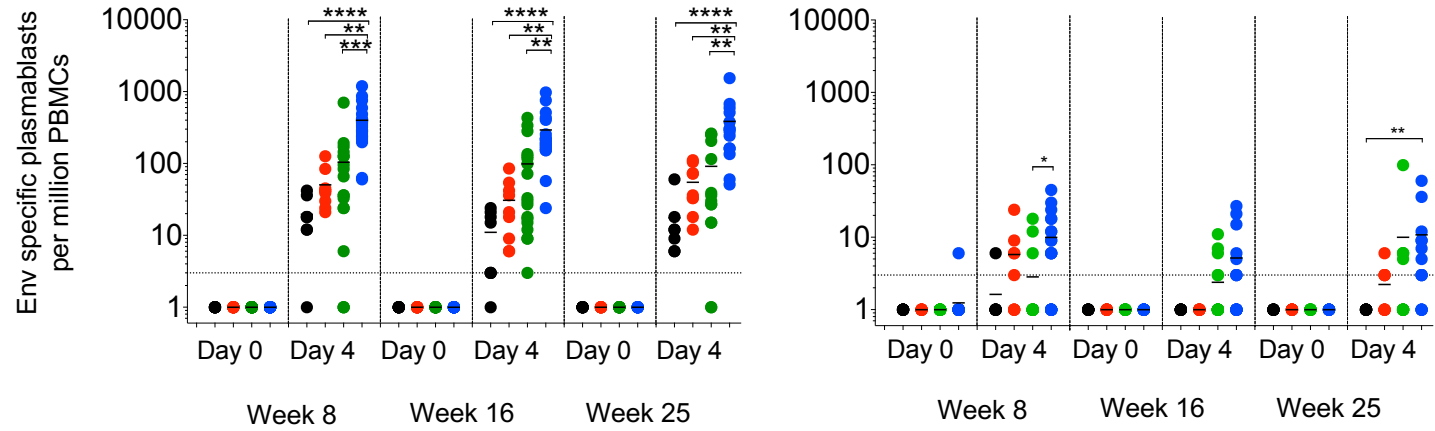 Env specific plasmablasts
per million PBMCs
10000
1000
100
10
1
**** ** ***
**** ** **
**** ** **
Day 0 Day 4 Day 0 Day 4 Day 0 Day 4
Week 8 Week 16 Week 25
10000
1000
100
10
1
*
**
Day 0 Day 4 Day 0 Day 4 Day 0 Day 4
Week 8 Week 16 Week 25